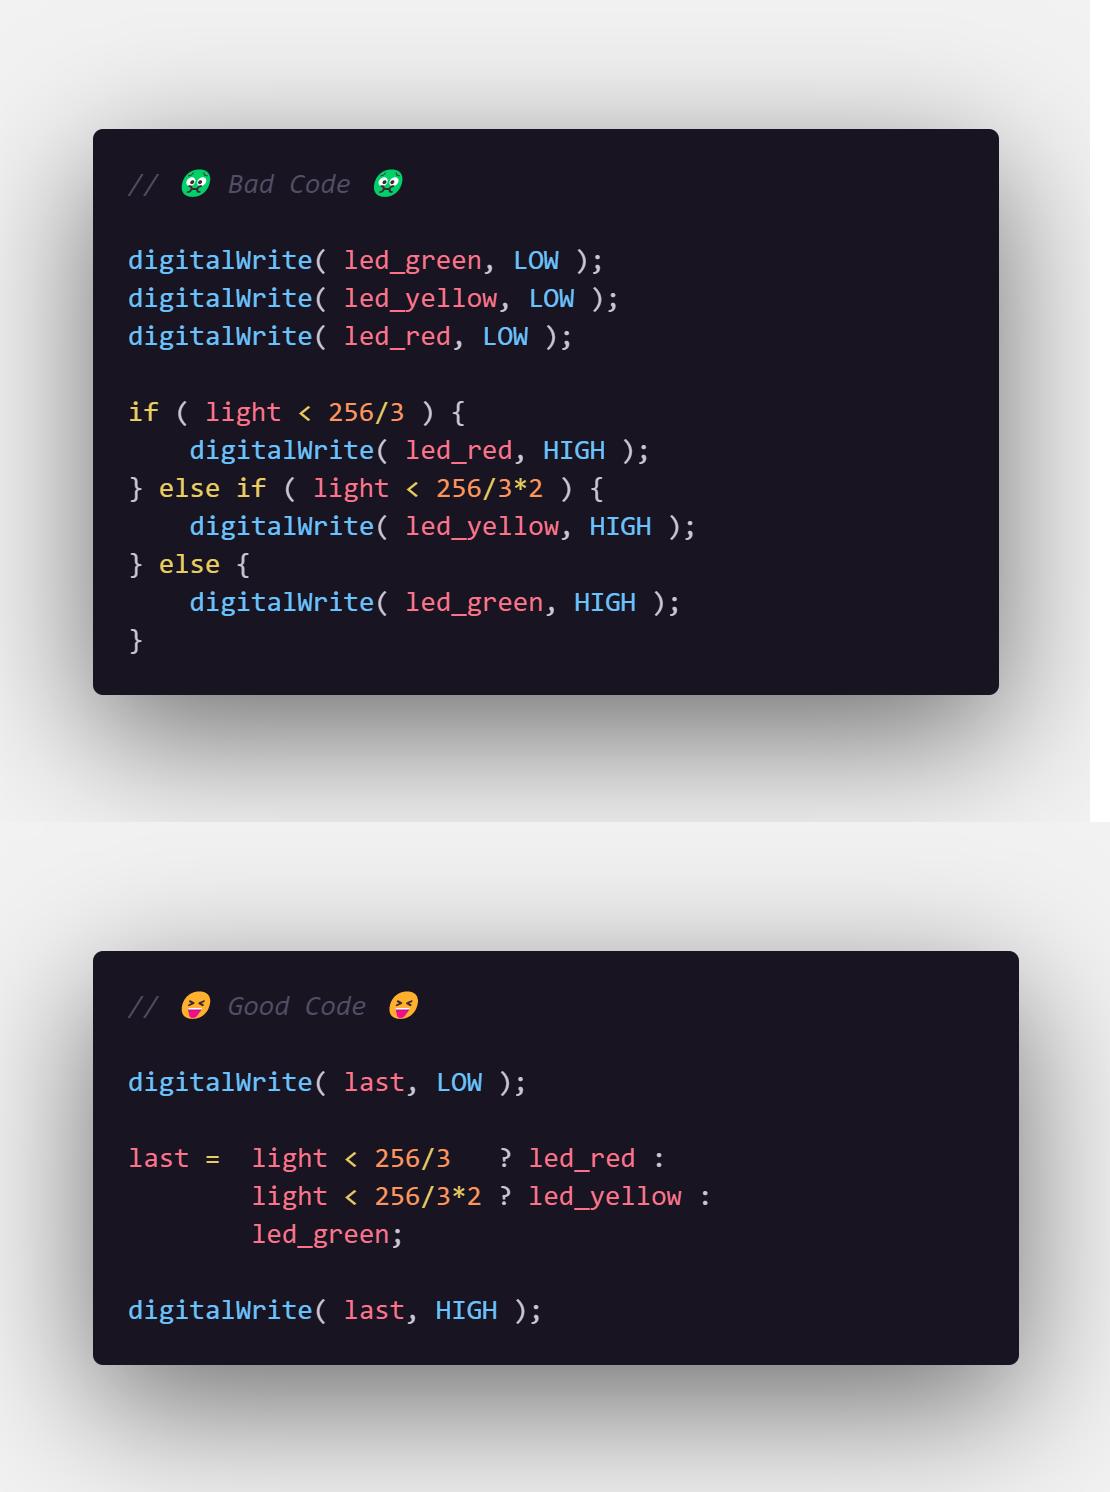 // 🤢 Bad Code 🤢
digitalWrite( led_green, LOW );
digitalWrite( led_yellow, LOW );
digitalWrite( led_red, LOW );
if ( light < 256/3 ) {
    digitalWrite( led_red, HIGH );
} else if ( light < 256/3*2 ) {
    digitalWrite( led_yellow, HIGH );
} else {
    digitalWrite( led_green, HIGH );
}
// 😝 Good Code 😝
digitalWrite( last, LOW );
last =  light < 256/3   ? led_red :
        light < 256/3*2 ? led_yellow :
        led_green;
digitalWrite( last, HIGH );